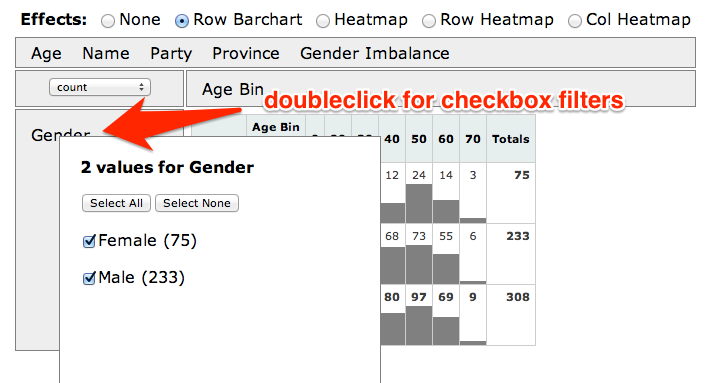 Effects: None Row Barchart Heatmap Row Heatmap Col Heatmap
Age Name Party Province Gender Imbalance
count Age Bin
doubleclick for checkbox filters
Gender
Age Bin 40 50 60 70 Totals
2 values for Gender
Select All Select None
12 24 14 3 75
Female (75)
68 73 55 6 233
Male (233)
80 97 69 9 308